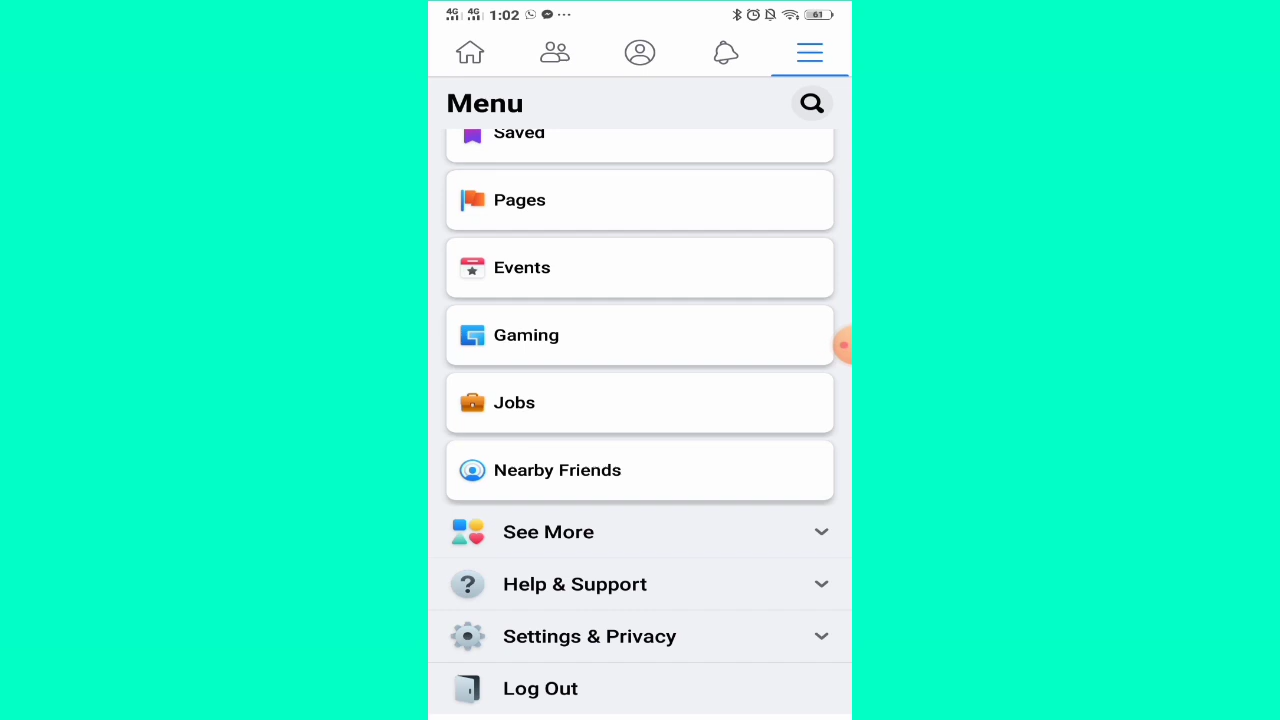 4G 4G 1:02 61
Menu
Saved
Pages
Events
Gaming
Jobs
Nearby Friends
See More
Help & Support
Settings & Privacy
Log Out